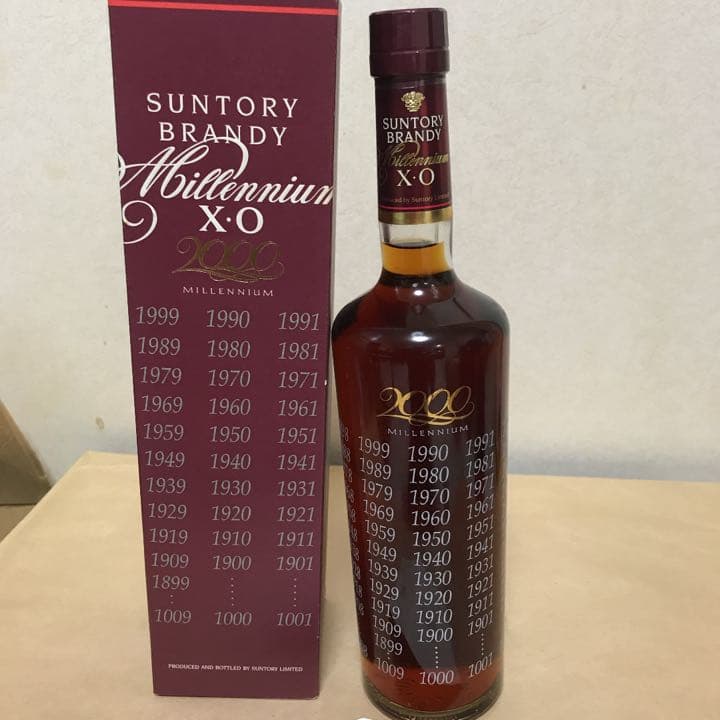 SUNTORY
BRANDY
Millennium
X·O
2000
MILLENNIUM
1999 1990 1991
1989 1980 1981
1979 1970 1971
1969 1960 1961
1959 1950 1951
1949 1940 1941
1939 1930 1931
1929 1920 1921
1919 1910 1911
1909 1900 1901
1899
1009 1000 1001
PRODUCED AND BOTTLED BY SUNTORY LIMITED
SUNTORY
BRANDY
Millennium
X·O
Produced by Suntory Limited
2000
MILLENNIUM
1999 1990 1991
1989 1980 1981
1979 1970 1971
1969 1960 1961
1959 1950 1951
1949 1940 1941
1939 1930 1931
1929 1920 1921
1919 1910 1911
1909 1900 1901
1899
1009 1000 1001